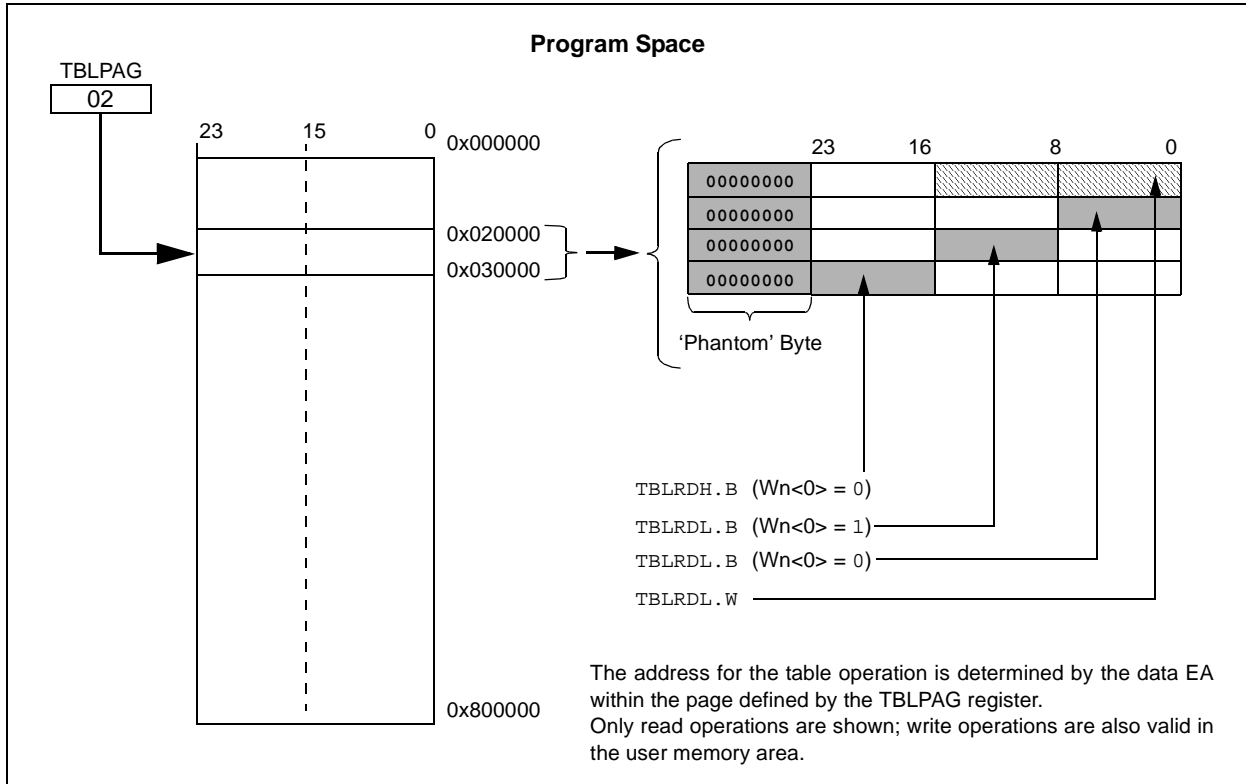 Program Space
TBLPAG
02
23 15 0
0x000000
0x020000
0x030000
0x800000
23 16 8 0
00000000
00000000
00000000
00000000
‘Phantom’ Byte
TBLRDH.B (Wn<0> = 0)
TBLRDL.B (Wn<0> = 1)
TBLRDL.B (Wn<0> = 0)
TBLRDL.W
The address for the table operation is determined by the data EA
within the page defined by the TBLPAG register.
Only read operations are shown; write operations are also valid in
the user memory area.